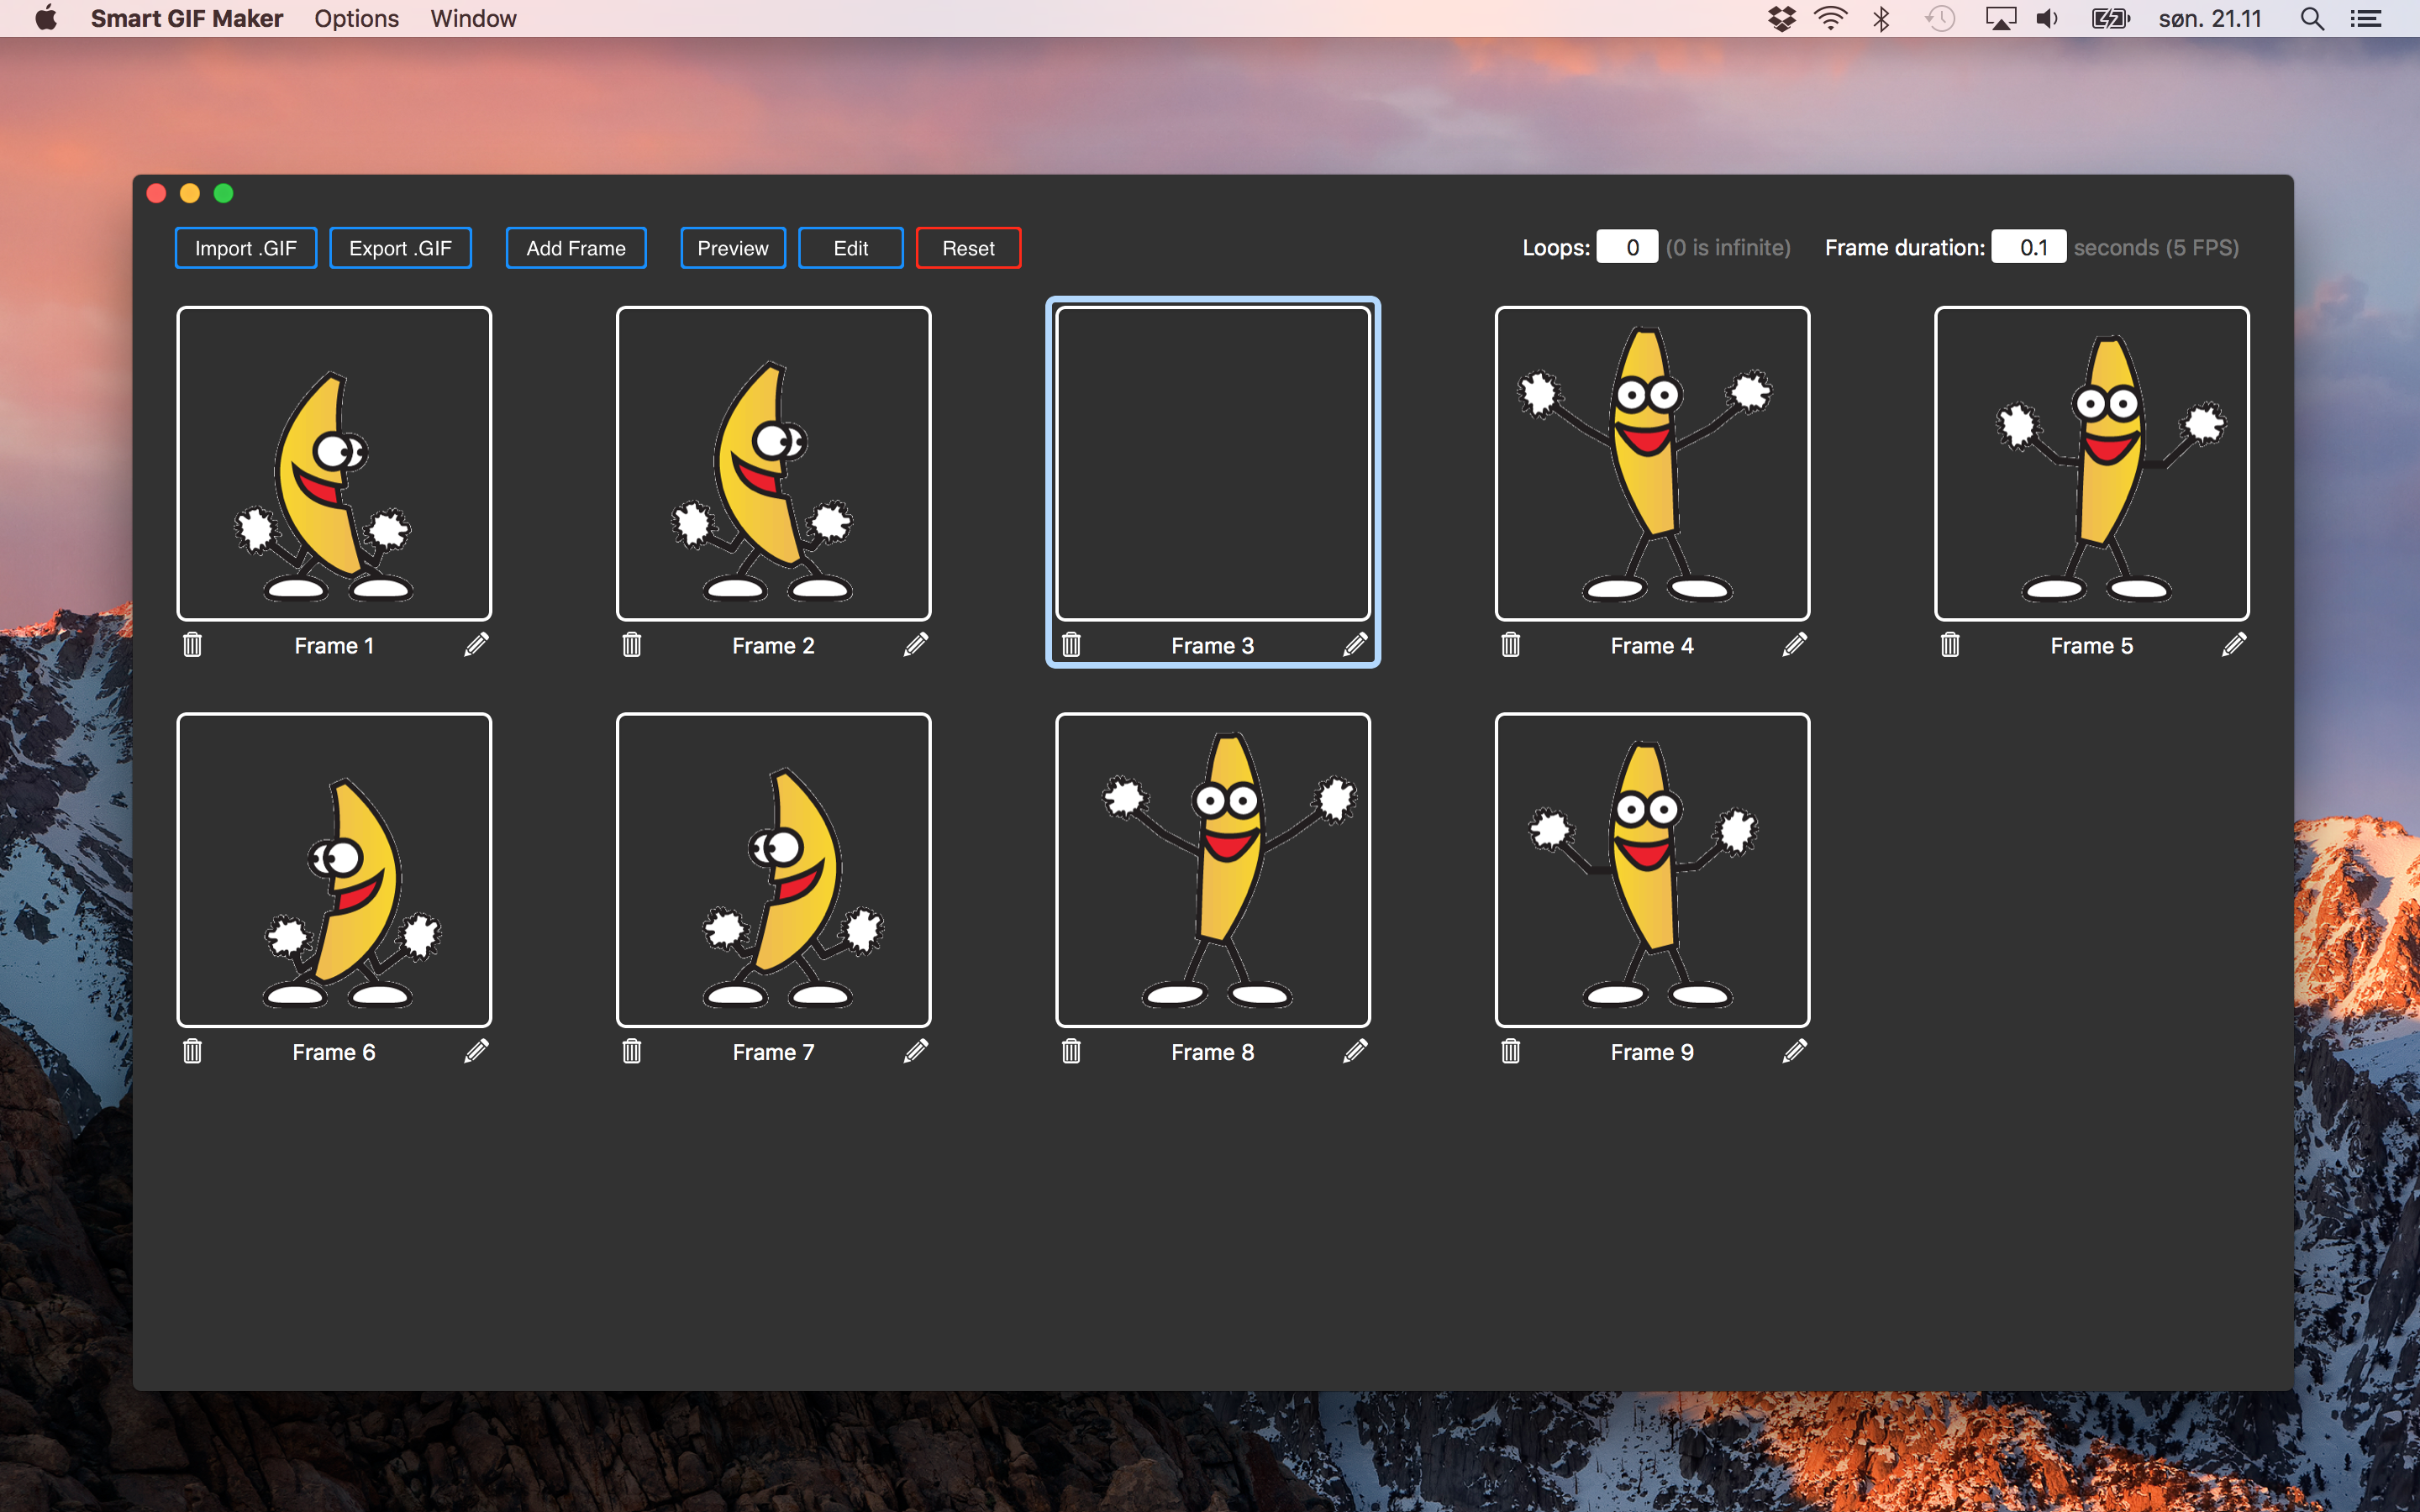 Smart GIF Maker Options Window søn. 21.11
Import .GIF Export .GIF Add Frame Preview Edit Reset Loops: 0 (0 is infinite) Frame duration: 0.1 seconds (5 FPS)
Frame 1 Frame 2 Frame 3 Frame 4 Frame 5
Frame 6 Frame 7 Frame 8 Frame 9